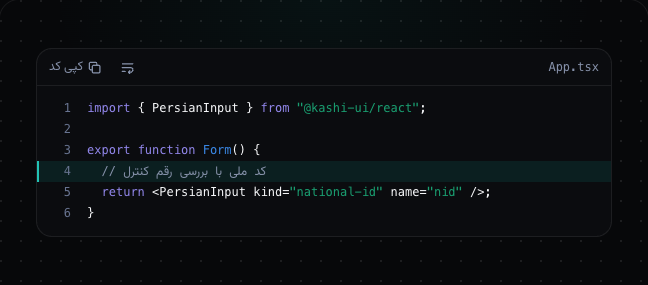 کپی کد
App.tsx
1 import { PersianInput } from "@kashi-ui/react";
2
3 export function Form() {
4 // کد ملی با بررسی رقم کنترل
5 return <PersianInput kind="national-id" name="nid" />;
6 }